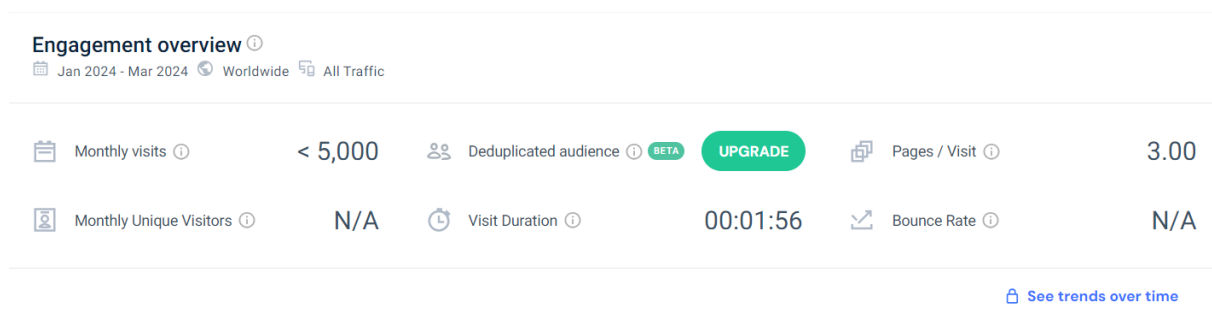 Engagement overview
Jan 2024 - Mar 2024 Worldwide All Traffic
Monthly visits < 5,000 Deduplicated audience BETA UPGRADE Pages / Visit 3.00
Monthly Unique Visitors N/A Visit Duration 00:01:56 Bounce Rate N/A
See trends over time